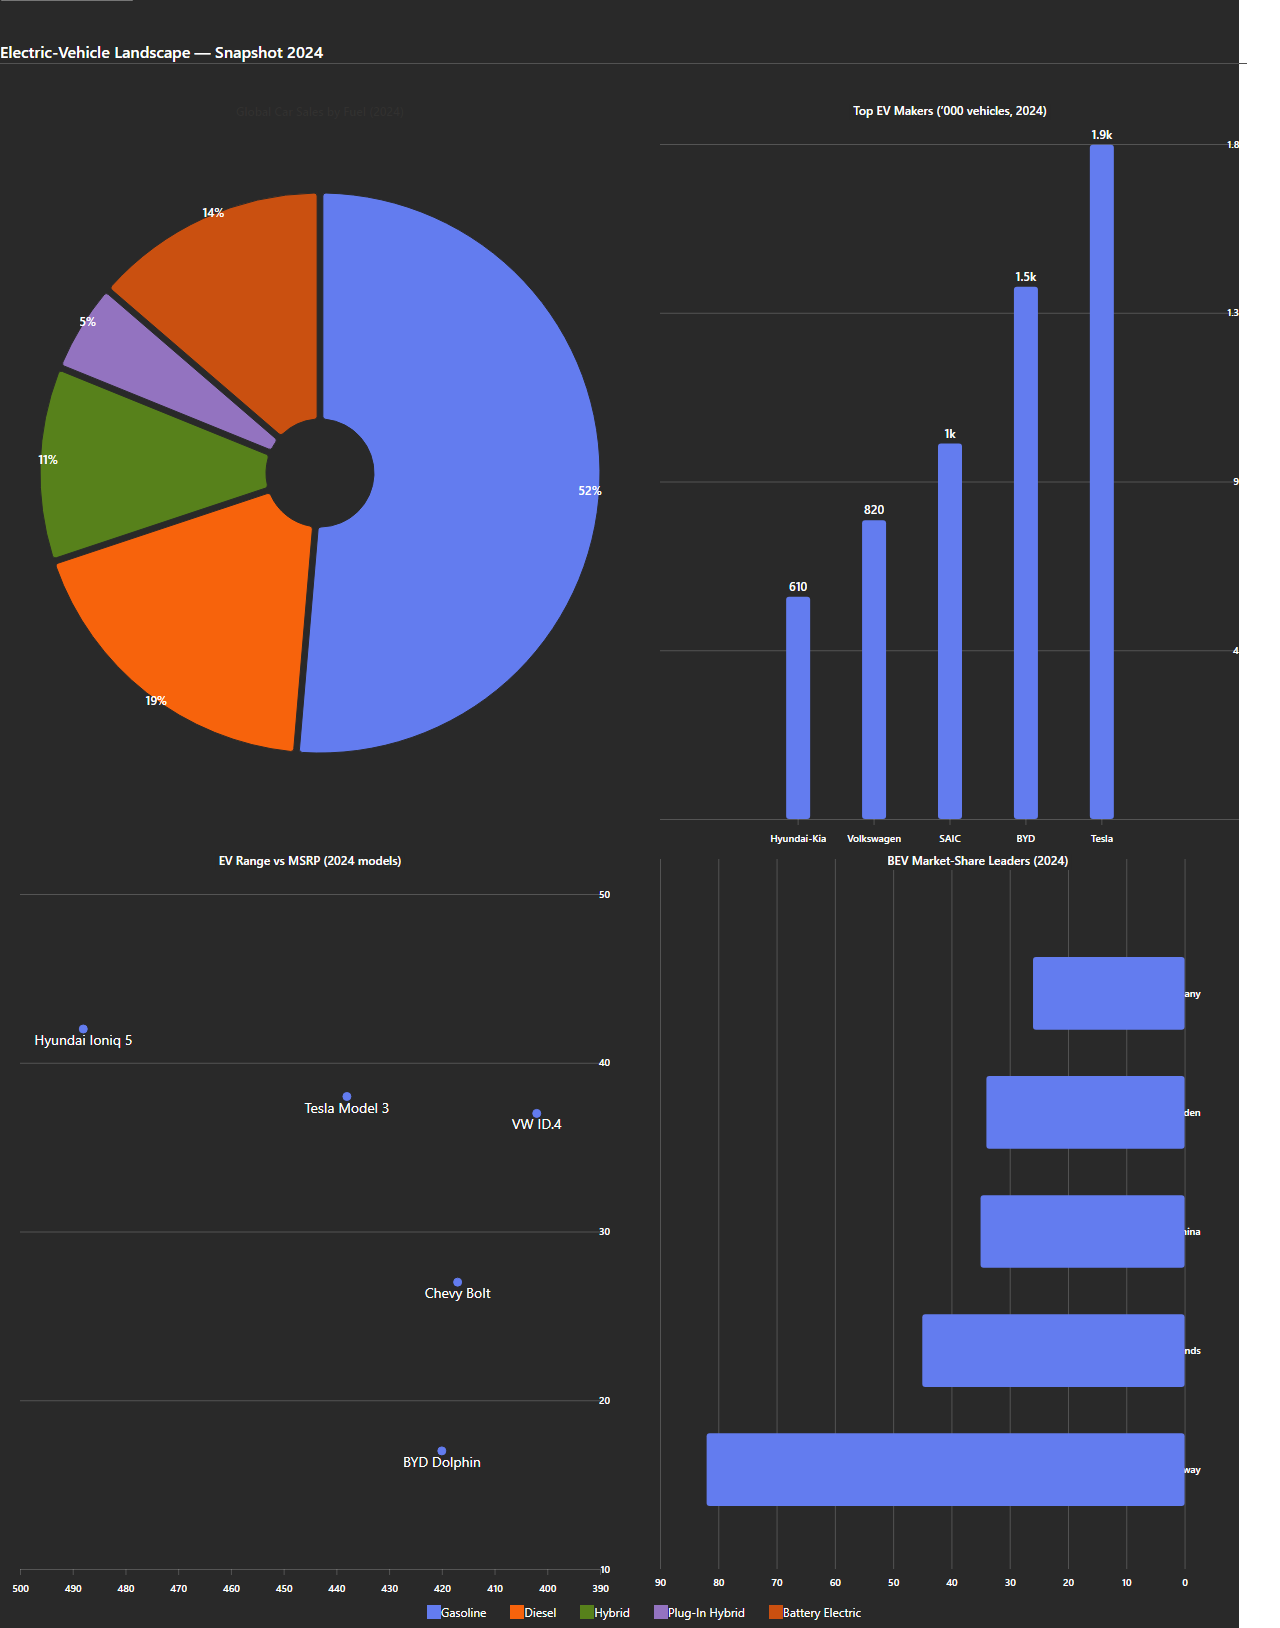 Electric-Vehicle Landscape — Snapshot 2024
Global Car Sales by Fuel (2024)
14%
5%
11%
52%
19%
Top EV Makers ('000 vehicles, 2024)
1.9k
1.8
1.5k
1.3
1k
9
820
610
4
Hyundai-Kia Volkswagen SAIC BYD Tesla
EV Range vs MSRP (2024 models)
50
Hyundai Ioniq 5
40
Tesla Model 3
VW ID.4
30
Chevy Bolt
20
BYD Dolphin
10
500 490 480 470 460 450 440 430 420 410 400 390
BEV Market-Share Leaders (2024)
any
den
ina
nds
way
90 80 70 60 50 40 30 20 10 0
Gasoline Diesel Hybrid Plug-In Hybrid Battery Electric